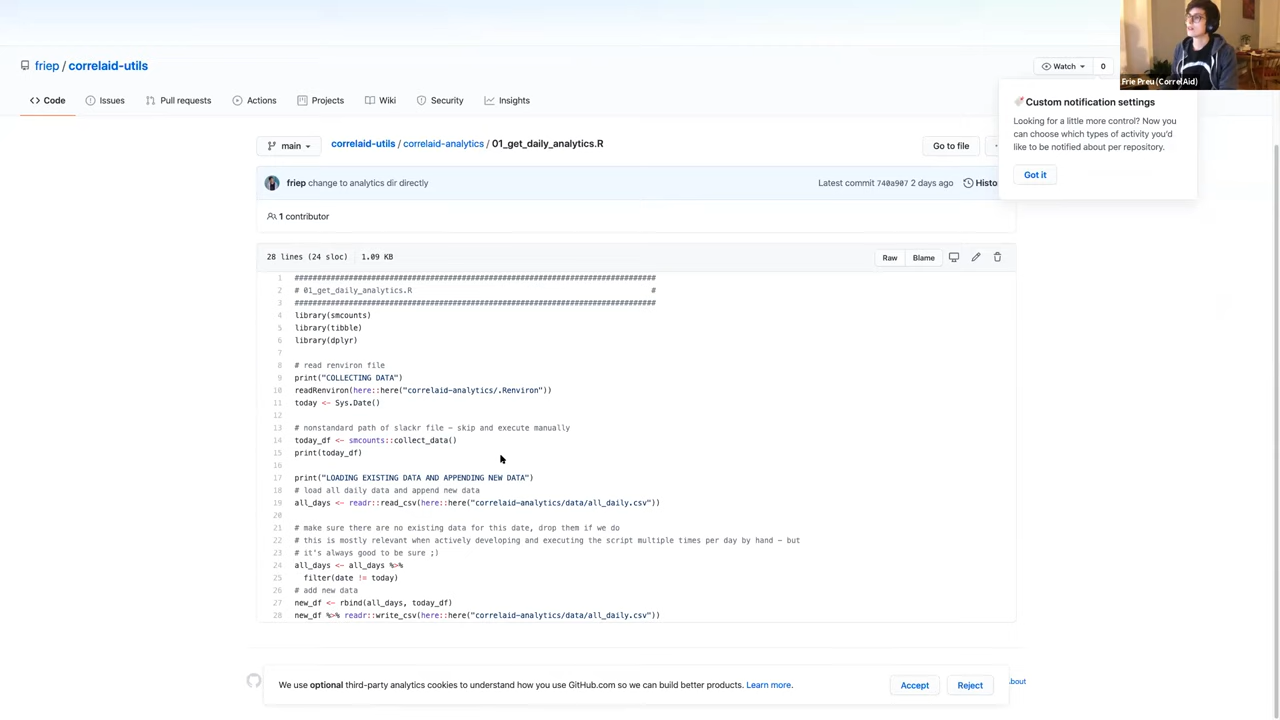 friep / correlaid-utils
Watch 0
Frie Preu (CorrelAid)
Code Issues Pull requests Actions Projects Wiki Security Insights
Custom notification settings
Looking for a little more control? Now you
can choose which types of activity you'd
like to be notified about per repository.
Got it
main correlaid-utils / correlaid-analytics / 01_get_daily_analytics.R
Go to file
friep change to analytics dir directly
Latest commit 740a907 2 days ago Histo
1 contributor
28 lines (24 sloc) 1.09 KB
Raw Blame
1 ################################################################################
2 # 01_get_daily_analytics.R #
3 ################################################################################
4 library(smcounts)
5 library(tibble)
6 library(dplyr)
7
8 # read renviron file
9 print("COLLECTING DATA")
10 readRenviron(here::here("correlaid-analytics/.Renviron"))
11 today <- Sys.Date()
12
13 # nonstandard path of slackr file - skip and execute manually
14 today_df <- smcounts::collect_data()
15 print(today_df)
16
17 print("LOADING EXISTING DATA AND APPENDING NEW DATA")
18 # load all daily data and append new data
19 all_days <- readr::read_csv(here::here("correlaid-analytics/data/all_daily.csv"))
20
21 # make sure there are no existing data for this date, drop them if we do
22 # this is mostly relevant when actively developing and executing the script multiple times per day by hand - but
23 # it's always good to be sure ;)
24 all_days <- all_days %>%
25 filter(date != today)
26 # add new data
27 new_df <- rbind(all_days, today_df)
28 new_df %>% readr::write_csv(here::here("correlaid-analytics/data/all_daily.csv"))
We use optional third-party analytics cookies to understand how you use GitHub.com so we can build better products. Learn more.
Accept
Reject
bout